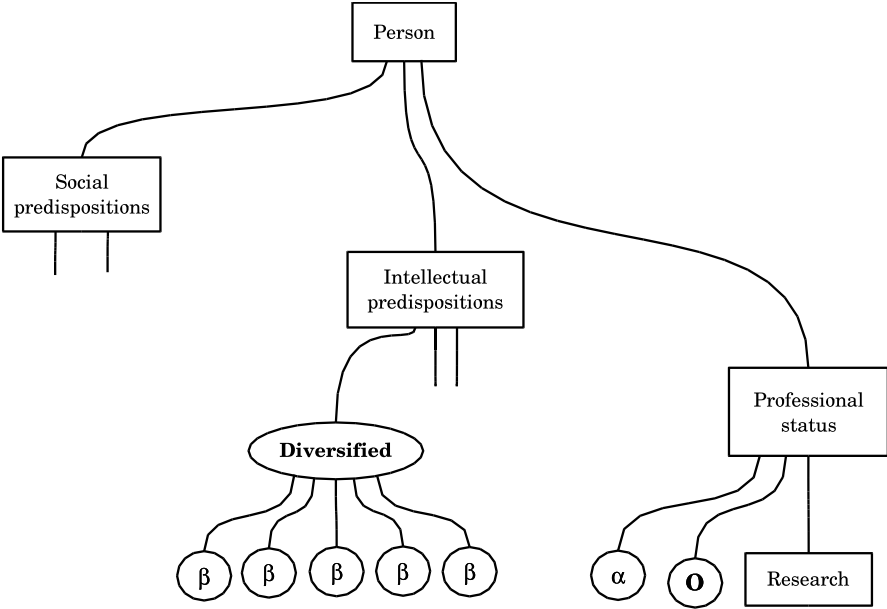 Person
Social
predispositions
Intellectual
predispositions
Professional
status
Diversified
β
β
β
β
β
α
O
Research